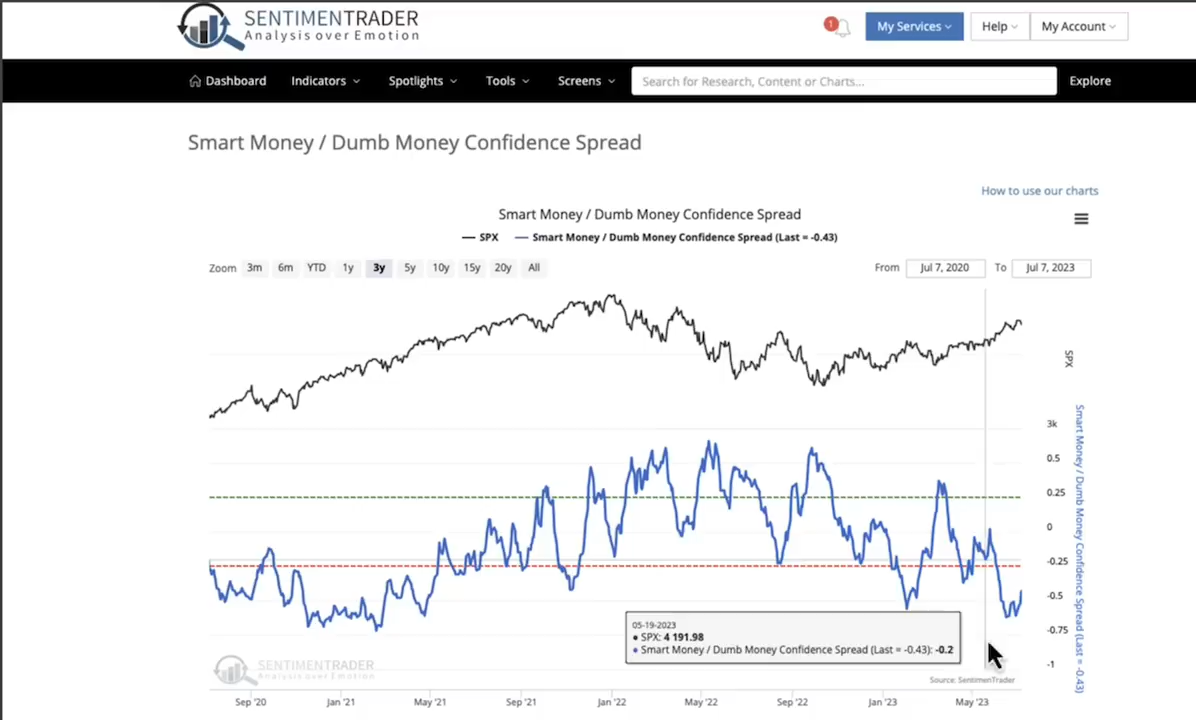 SENTIMENTRADER
Analysis over Emotion
1
My Services
Help
My Account
Dashboard
Indicators
Spotlights
Tools
Screens
Search for Research, Content or Charts...
Explore
Smart Money / Dumb Money Confidence Spread
How to use our charts
Smart Money / Dumb Money Confidence Spread
SPX
Smart Money / Dumb Money Confidence Spread (Last = -0.43)
Zoom 3m 6m YTD 1y 3y 5y 10y 15y 20y All
From Jul 7, 2020 To Jul 7, 2023
SPX
3k
0.5
0.25
0
-0.25
-0.5
-0.75
-1
Smart Money / Dumb Money Confidence Spread (Last = -0.43)
05-19-2023
SPX: 4 191.98
Smart Money / Dumb Money Confidence Spread (Last = -0.43): -0.2
SENTIMENTRADER
Analysis over Emotion
Source: SentimenTrader
Sep '20 Jan '21 May '21 Sep '21 Jan '22 May '22 Sep '22 Jan '23 May '23